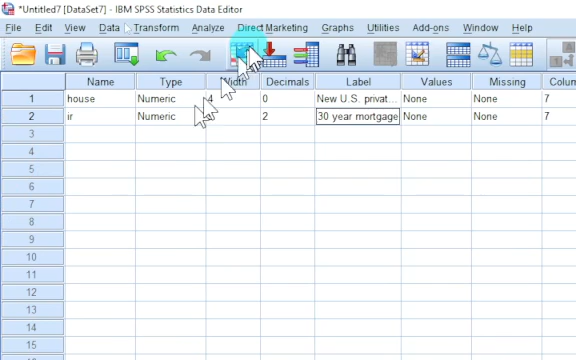 *Untitled7 [DataSet7] - IBM SPSS Statistics Data Editor
File Edit View Data Transform Analyze Direct Marketing Graphs Utilities Add-ons Window Help
Name Type Width Decimals Label Values Missing Colum
1 house Numeric 4 0 New U.S. privat... None None 7
2 ir Numeric 2 30 year mortgage None None 7
3
4
5
6
7
8
9
10
11
12
13
14
15